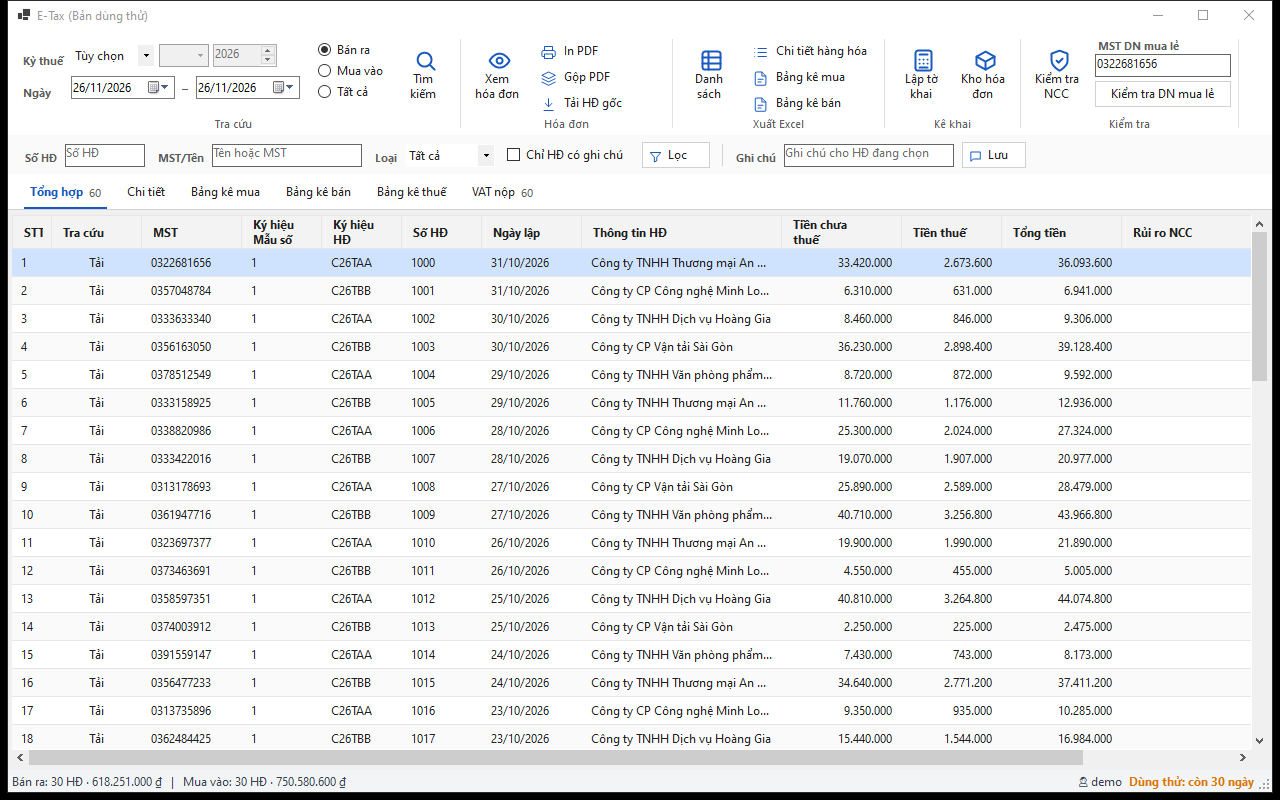 E-Tax (Bản dùng thử)
Kỳ thuế Tùy chọn 2026
Ngày 26/11/2026 – 26/11/2026
Bán ra
Mua vào
Tất cả
Tìm kiếm
Tra cứu
Xem hóa đơn
In PDF
Gộp PDF
Tải HĐ gốc
Hóa đơn
Danh sách
Chi tiết hàng hóa
Bảng kê mua
Bảng kê bán
Xuất Excel
Lập tờ khai
Kho hóa đơn
Kê khai
Kiểm tra NCC
MST DN mua lẻ
0322681656
Kiểm tra DN mua lẻ
Kiểm tra
Số HĐ Số HĐ MST/Tên Tên hoặc MST Loại Tất cả Chỉ HĐ có ghi chú Lọc Ghi chú Ghi chú cho HĐ đang chọn Lưu
Tổng hợp 60 Chi tiết Bảng kê mua Bảng kê bán Bảng kê thuế VAT nộp 60
STT Tra cứu MST Ký hiệu Mẫu số Ký hiệu HĐ Số HĐ Ngày lập Thông tin HĐ Tiền chưa thuế Tiền thuế Tổng tiền Rủi ro NCC
1 Tải 0322681656 1 C26TAA 1000 31/10/2026 Công ty TNHH Thương mại An ... 33.420.000 2.673.600 36.093.600
2 Tải 0357048784 1 C26TBB 1001 31/10/2026 Công ty CP Công nghệ Minh Lo... 6.310.000 631.000 6.941.000
3 Tải 0333633340 1 C26TAA 1002 30/10/2026 Công ty TNHH Dịch vụ Hoàng Gia 8.460.000 846.000 9.306.000
4 Tải 0356163050 1 C26TBB 1003 30/10/2026 Công ty CP Vận tải Sài Gòn 36.230.000 2.898.400 39.128.400
5 Tải 0378512549 1 C26TAA 1004 29/10/2026 Công ty TNHH Văn phòng phẩm... 8.720.000 872.000 9.592.000
6 Tải 0333158925 1 C26TBB 1005 29/10/2026 Công ty TNHH Thương mại An ... 11.760.000 1.176.000 12.936.000
7 Tải 0338820986 1 C26TAA 1006 28/10/2026 Công ty CP Công nghệ Minh Lo... 25.300.000 2.024.000 27.324.000
8 Tải 0333422016 1 C26TBB 1007 28/10/2026 Công ty TNHH Dịch vụ Hoàng Gia 19.070.000 1.907.000 20.977.000
9 Tải 0313178693 1 C26TAA 1008 27/10/2026 Công ty CP Vận tải Sài Gòn 25.890.000 2.589.000 28.479.000
10 Tải 0361947716 1 C26TBB 1009 27/10/2026 Công ty TNHH Văn phòng phẩm... 40.710.000 3.256.800 43.966.800
11 Tải 0323697377 1 C26TAA 1010 26/10/2026 Công ty TNHH Thương mại An ... 19.900.000 1.990.000 21.890.000
12 Tải 0373463691 1 C26TBB 1011 26/10/2026 Công ty CP Công nghệ Minh Lo... 4.550.000 455.000 5.005.000
13 Tải 0358597351 1 C26TAA 1012 25/10/2026 Công ty TNHH Dịch vụ Hoàng Gia 40.810.000 3.264.800 44.074.800
14 Tải 0374003912 1 C26TBB 1013 25/10/2026 Công ty CP Vận tải Sài Gòn 2.250.000 225.000 2.475.000
15 Tải 0391559147 1 C26TAA 1014 24/10/2026 Công ty TNHH Văn phòng phẩm... 7.430.000 743.000 8.173.000
16 Tải 0356477233 1 C26TBB 1015 24/10/2026 Công ty TNHH Thương mại An ... 34.640.000 2.771.200 37.411.200
17 Tải 0313735896 1 C26TAA 1016 23/10/2026 Công ty CP Công nghệ Minh Lo... 9.350.000 935.000 10.285.000
18 Tải 0362484425 1 C26TBB 1017 23/10/2026 Công ty TNHH Dịch vụ Hoàng Gia 15.440.000 1.544.000 16.984.000
Bán ra: 30 HĐ · 618.251.000 ₫ | Mua vào: 30 HĐ · 750.580.600 ₫ demo Dùng thử: còn 30 ngày